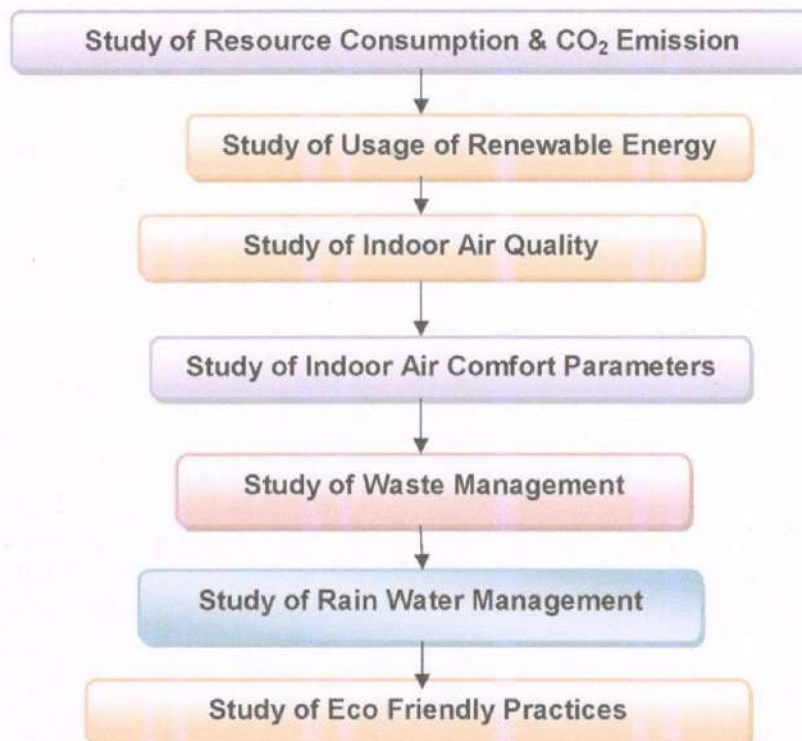 Study of Resource Consumption & CO₂ Emission
Study of Usage of Renewable Energy
Study of Indoor Air Quality
Study of Indoor Air Comfort Parameters
Study of Waste Management
Study of Rain Water Management
Study of Eco Friendly Practices